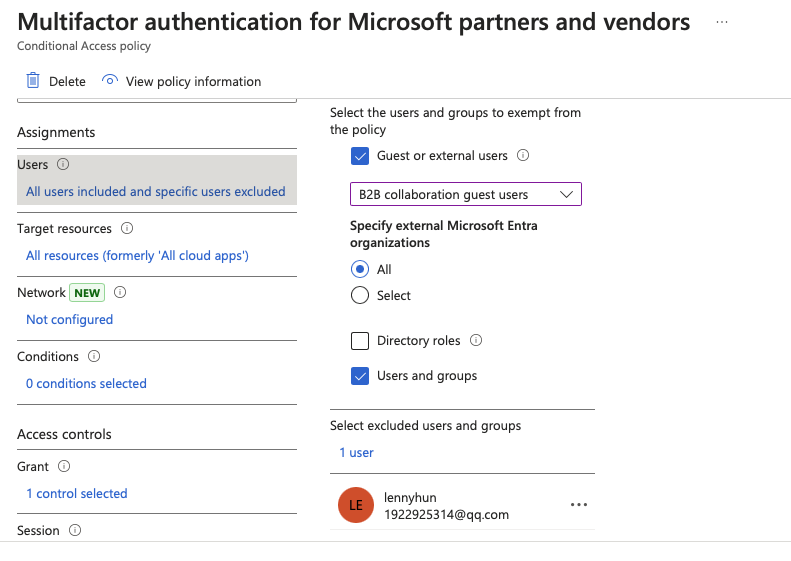 Multifactor authentication for Microsoft partners and vendors ...
Conditional Access policy
Delete View policy information
Assignments
Users
All users included and specific users excluded
Target resources
All resources (formerly 'All cloud apps')
Network NEW
Not configured
Conditions
0 conditions selected
Access controls
Grant
1 control selected
Session
Select the users and groups to exempt from
the policy
Guest or external users
B2B collaboration guest users
Specify external Microsoft Entra
organizations
All
Select
Directory roles
Users and groups
Select excluded users and groups
1 user
LE
lennyhun
1922925314@qq.com